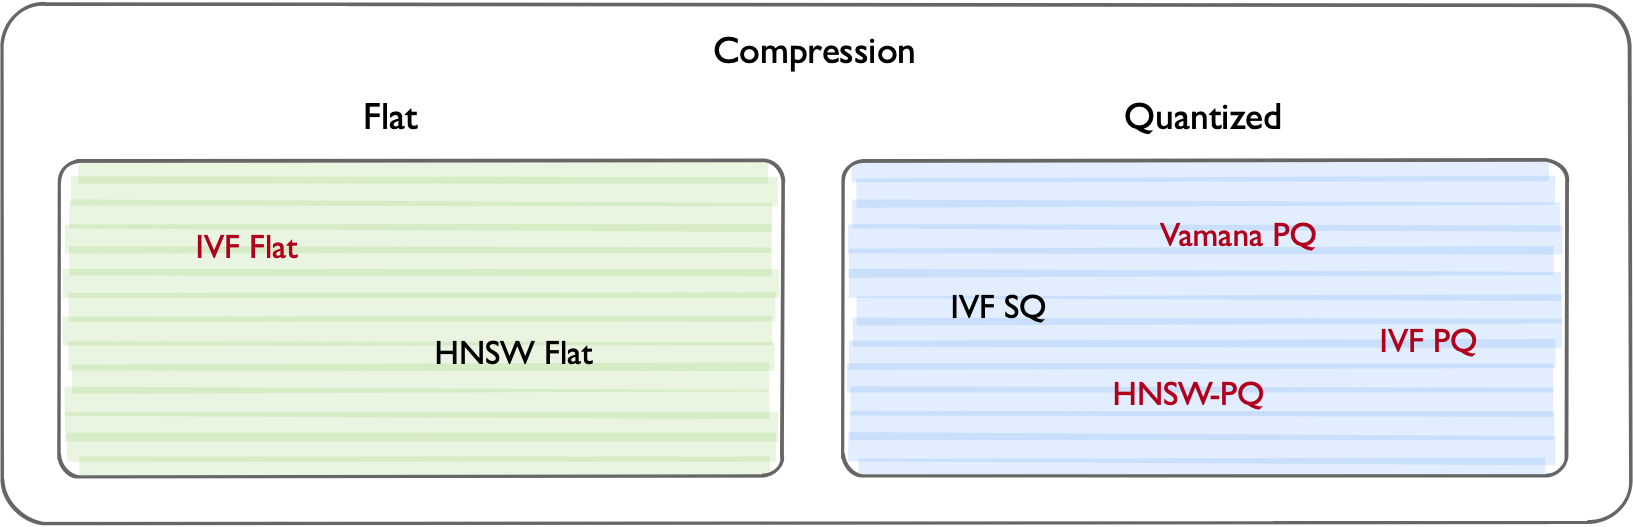 Compression
Flat
Quantized
IVF Flat
HNSW Flat
Vamana PQ
IVF SQ
IVF PQ
HNSW-PQ